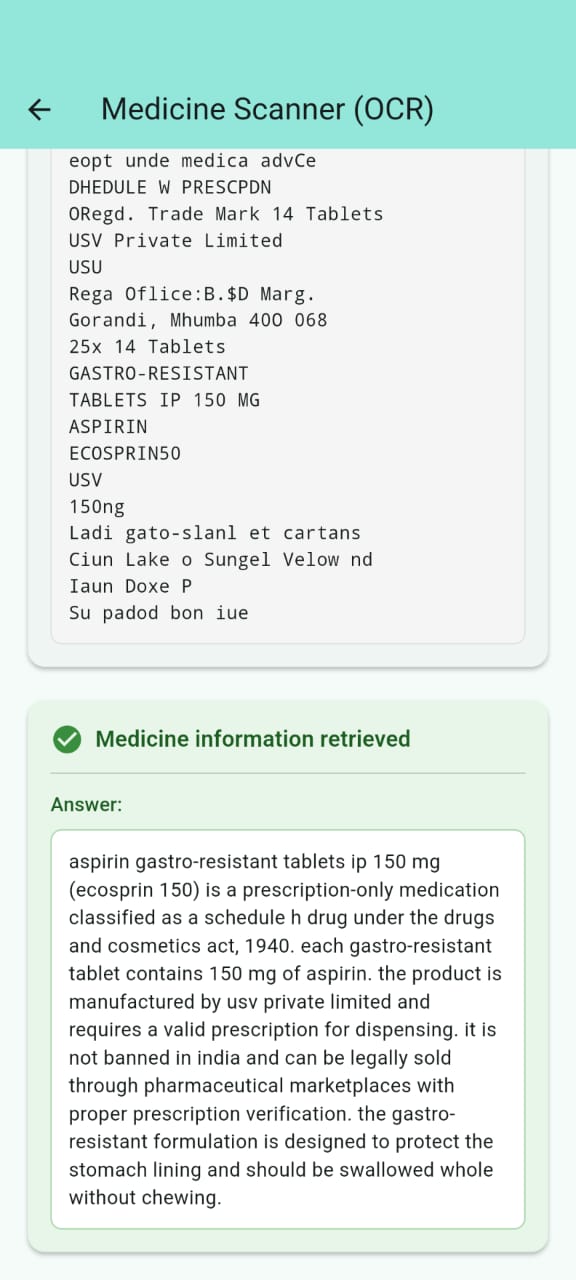 Medicine Scanner (OCR)
eopt unde medica advCe
DHEDULE W PRESCPDN
ORegd. Trade Mark 14 Tablets
USV Private Limited
USU
Rega Oflice:B.$D Marg.
Gorandi, Mhumba 400 068
25x 14 Tablets
GASTRO-RESISTANT
TABLETS IP 150 MG
ASPIRIN
ECOSPRIN50
USV
150ng
Ladi gato-slanl et cartans
Ciun Lake o Sungel Velow nd
Iaun Doxe P
Su padod bon iue
Medicine information retrieved
Answer:
aspirin gastro-resistant tablets ip 150 mg
(ecosprin 150) is a prescription-only medication
classified as a schedule h drug under the drugs
and cosmetics act, 1940. each gastro-resistant
tablet contains 150 mg of aspirin. the product is
manufactured by usv private limited and
requires a valid prescription for dispensing. it is
not banned in india and can be legally sold
through pharmaceutical marketplaces with
proper prescription verification. the gastro-
resistant formulation is designed to protect the
stomach lining and should be swallowed whole
without chewing.